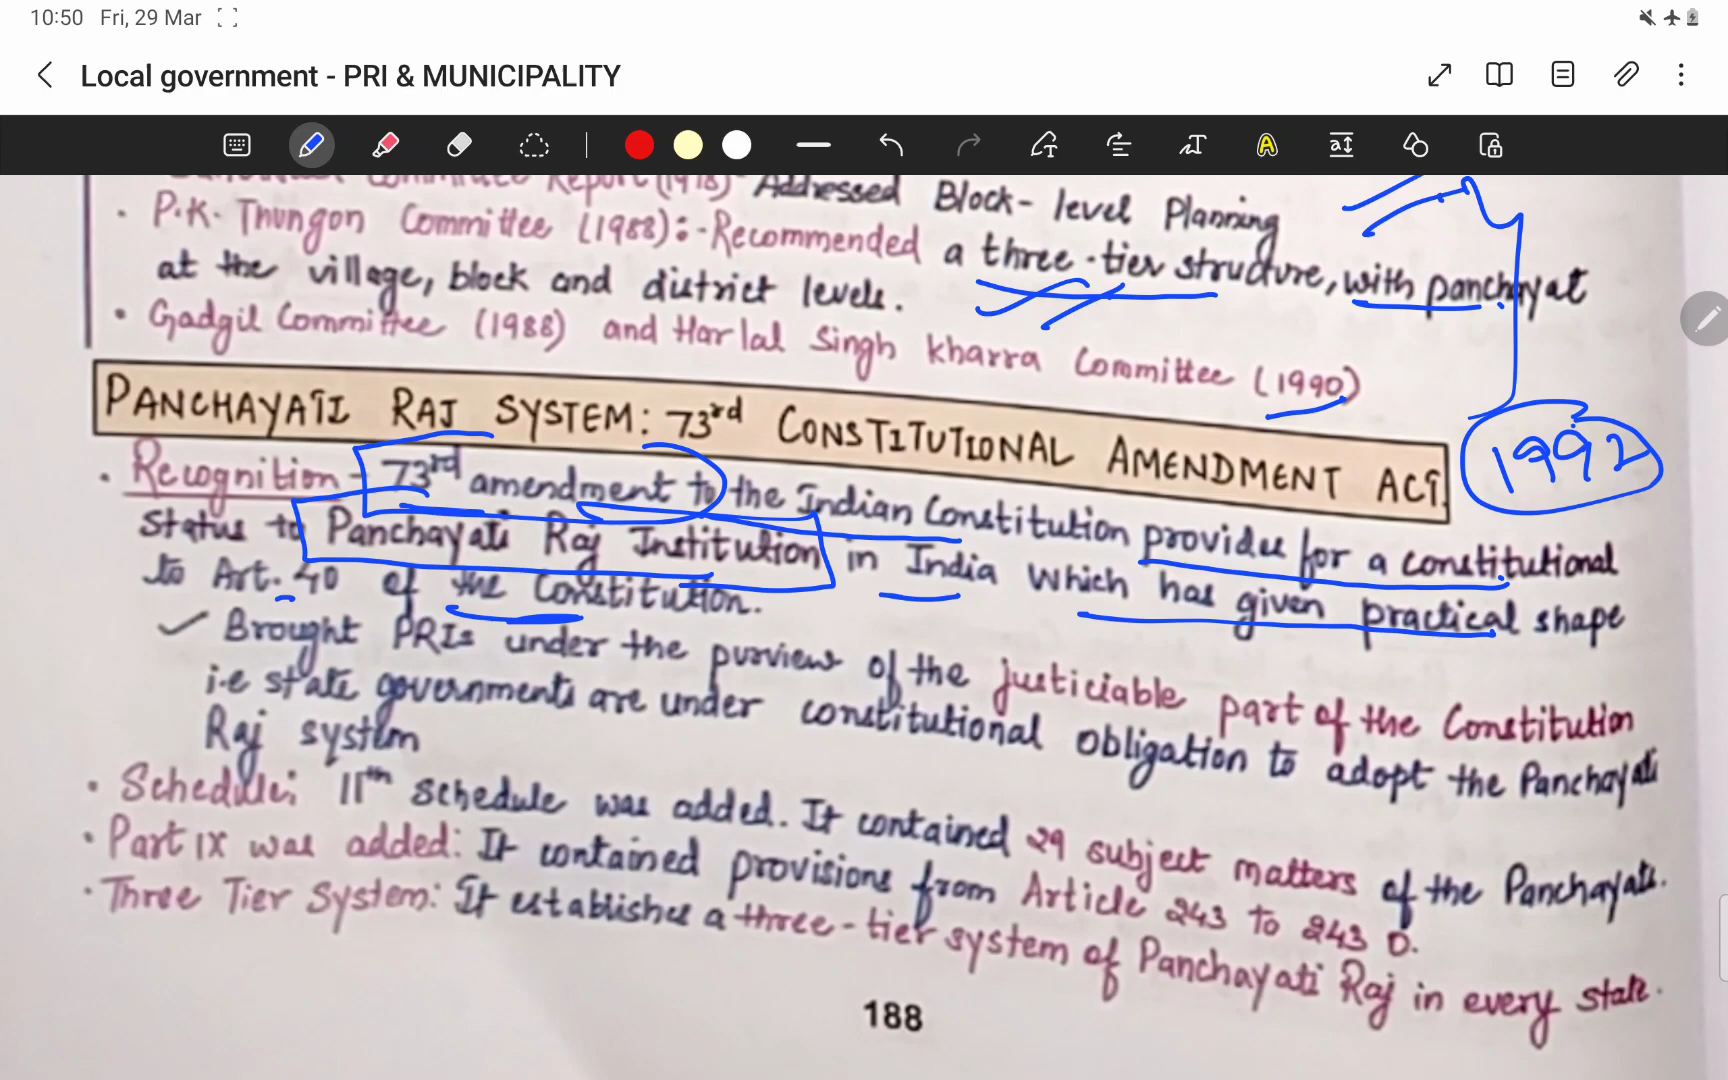 10:50 Fri, 29 Mar
Local government - PRI & MUNICIPALITY
Committee Report (1978)- Addressed Block-level Planning
• P.K. Thungon Committee (1988):- Recommended a three-tier structure, with panchayat
at the village, block and district levels.
• Gadgil Committee (1988) and Harlal Singh Kharra Committee (1990)
PANCHAYATI RAJ SYSTEM: 73rd CONSTITUTIONAL AMENDMENT ACT.
1992
• Recognition - 73rd amendment to the Indian Constitution provides for a constitutional
status to Panchayati Raj Institution in India which has given practical shape
to Art. 40 of the Constitution.
✓ Brought PRIs under the purview of the justiciable part of the Constitution
i.e state governments are under constitutional obligation to adopt the Panchayati
Raj system
• Schedule: 11th schedule was added. It contained 29 subject matters of the Panchayats.
• Part IX was added: It contained provisions from Article 243 to 243 O.
• Three Tier System: It establishes a three-tier system of Panchayati Raj in every state.
188